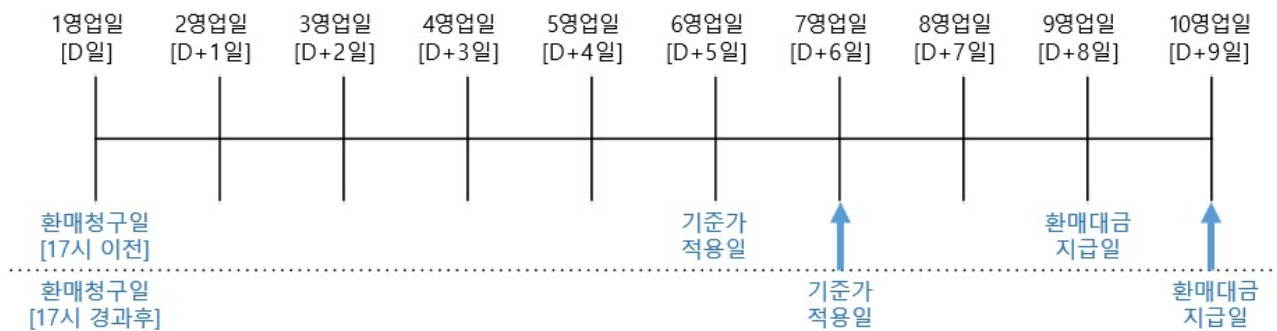 1영업일 2영업일 3영업일 4영업일 5영업일 6영업일 7영업일 8영업일 9영업일 10영업일
[D일] [D+1일] [D+2일] [D+3일] [D+4일] [D+5일] [D+6일] [D+7일] [D+8일] [D+9일]
환매청구일 기준가 환매대금
[17시 이전] 적용일 지급일
환매청구일 기준가 환매대금
[17시 경과후] 적용일 지급일